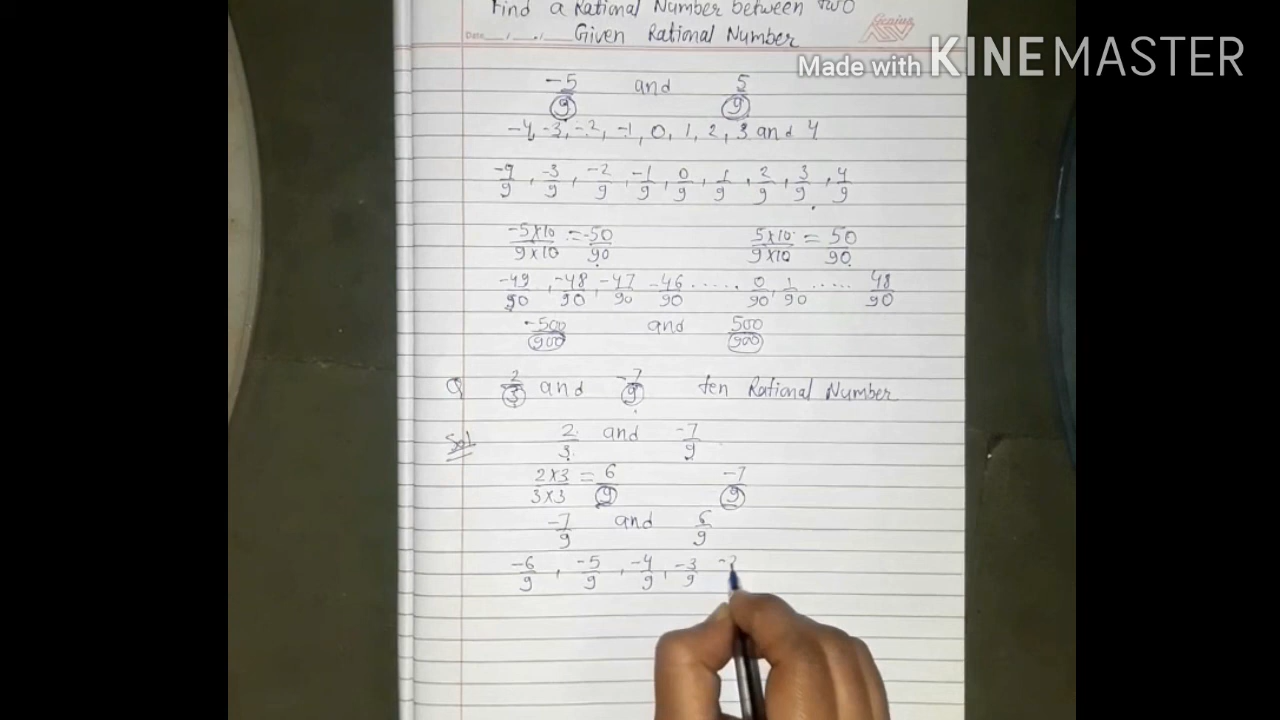 Find a Rational Number between two
Date Given Rational Number
Made with KINEMASTER
-5/9 and 5/9
-4, -3, -2, -1, 0, 1, 2, 3 and 4
-9/9, -3/9, -2/9, -1/9, 0/9, 1/9, 2/9, 3/9, 4/9
-5×10/9×10 = -50/90 5×10/9×10 = 50/90
-49/90, -48/90, -47/90 -46/90 ...... 0/90, 1/90 ..... 48/90
-500/900 and 500/900
Q 2/3 and -7/9 ten Rational Number
Sol 2/3 and -7/9
2×3/3×3 = 6/9 -7/9
-7/9 and 6/9
-6/9, -5/9, -4/9, -3/9